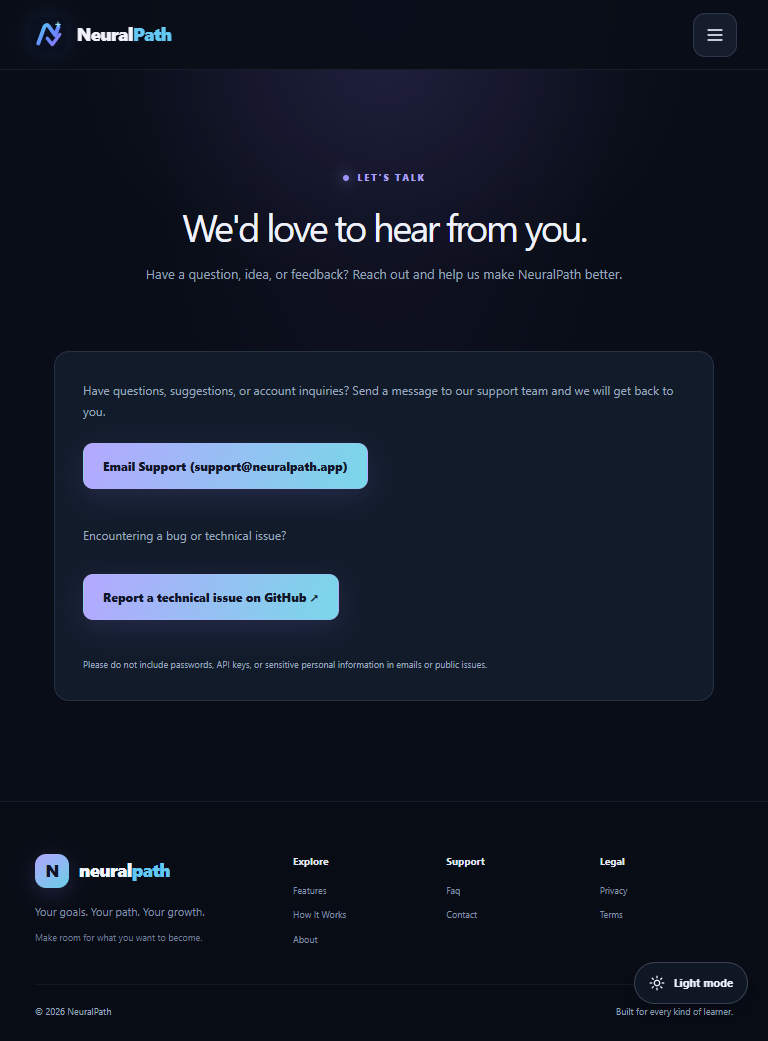 NeuralPath
LET'S TALK
We'd love to hear from you.
Have a question, idea, or feedback? Reach out and help us make NeuralPath better.
Have questions, suggestions, or account inquiries? Send a message to our support team and we will get back to
you.
Email Support (support@neuralpath.app)
Encountering a bug or technical issue?
Report a technical issue on GitHub ↗
Please do not include passwords, API keys, or sensitive personal information in emails or public issues.
N neuralpath
Your goals. Your path. Your growth.
Make room for what you want to become.
Explore
Features
How It Works
About
Support
Faq
Contact
Legal
Privacy
Terms
Light mode
© 2026 NeuralPath
Built for every kind of learner.